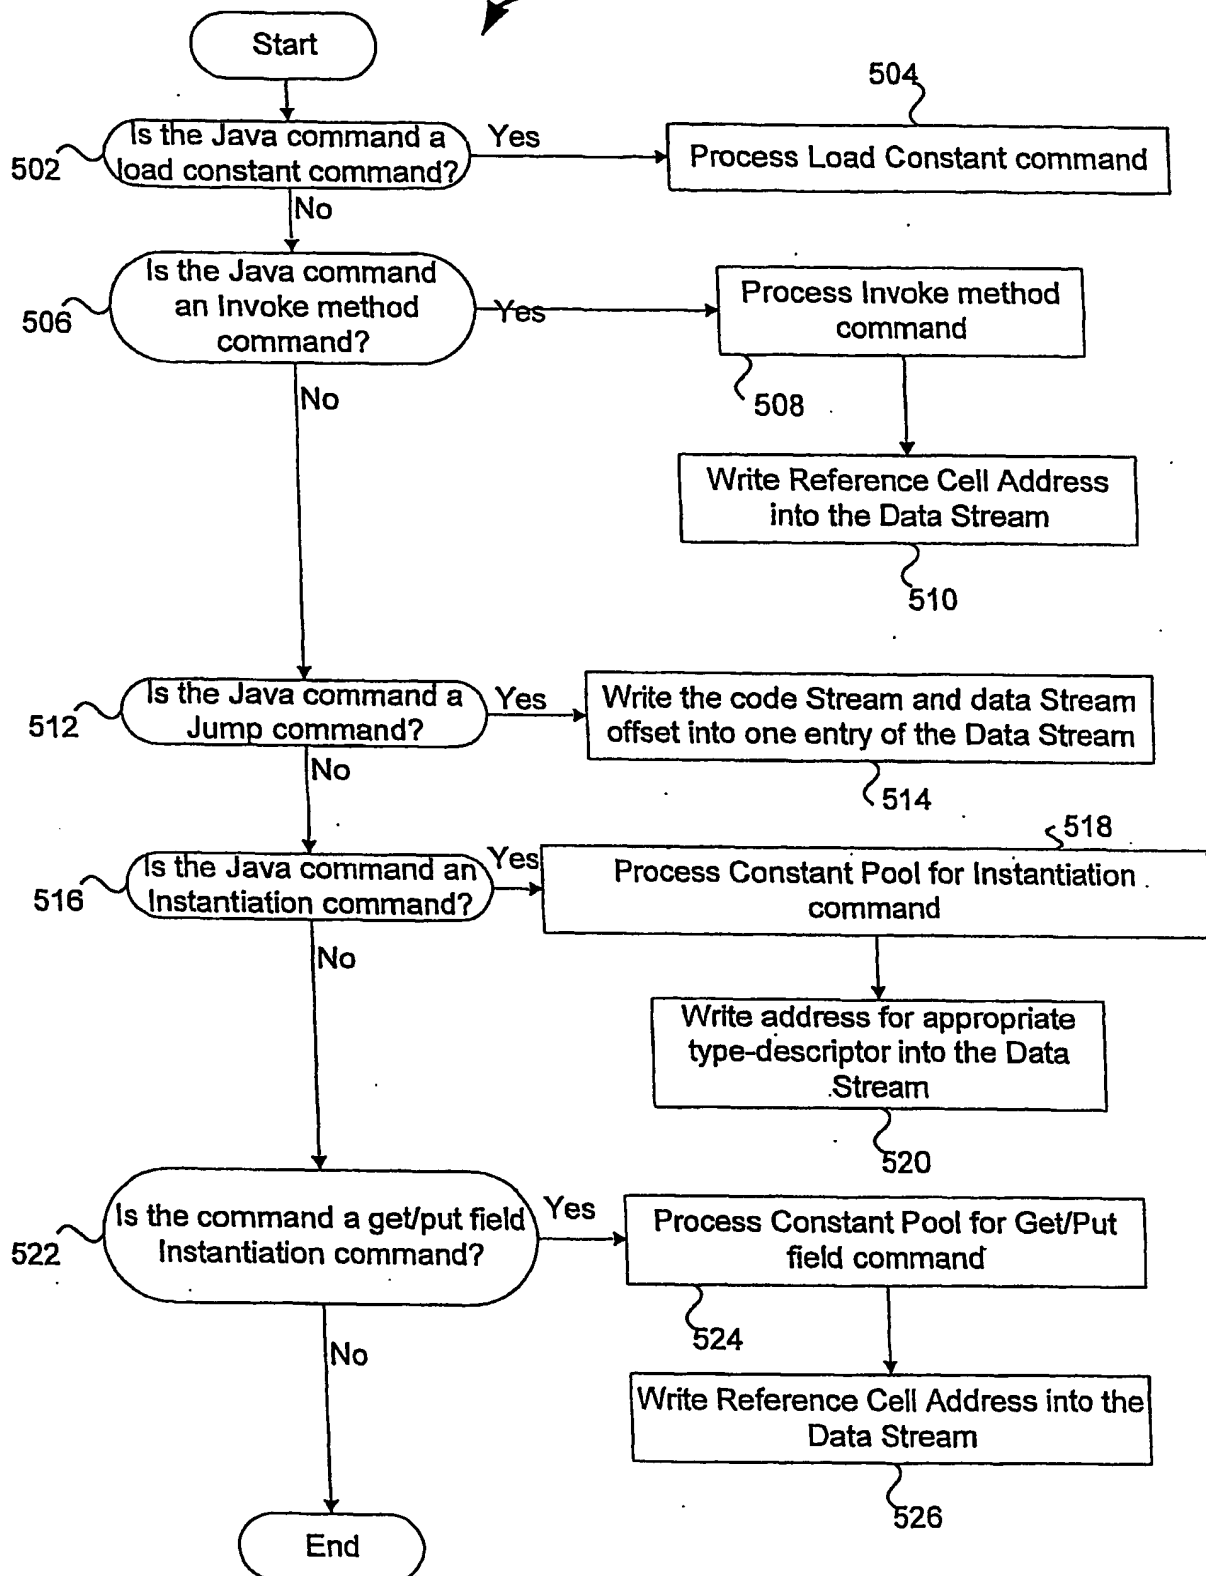 Start
504
Is the Java command a
load constant command?
Yes
Process Load Constant command
502
No
Is the Java command
an Invoke method
command?
Yes
Process Invoke method
command
506
No
508
Write Reference Cell Address
into the Data Stream
510
Is the Java command a
Jump command?
Yes
Write the code Stream and data Stream
offset into one entry of the Data Stream
512
No
514
518
Is the Java command an
Instantiation command?
Yes
Process Constant Pool for Instantiation
command
516
No
Write address for appropriate
type-descriptor into the Data
Stream
520
Is the command a get/put field
Instantiation command?
Yes
Process Constant Pool for Get/Put
field command
522
524
No
Write Reference Cell Address into the
Data Stream
526
End